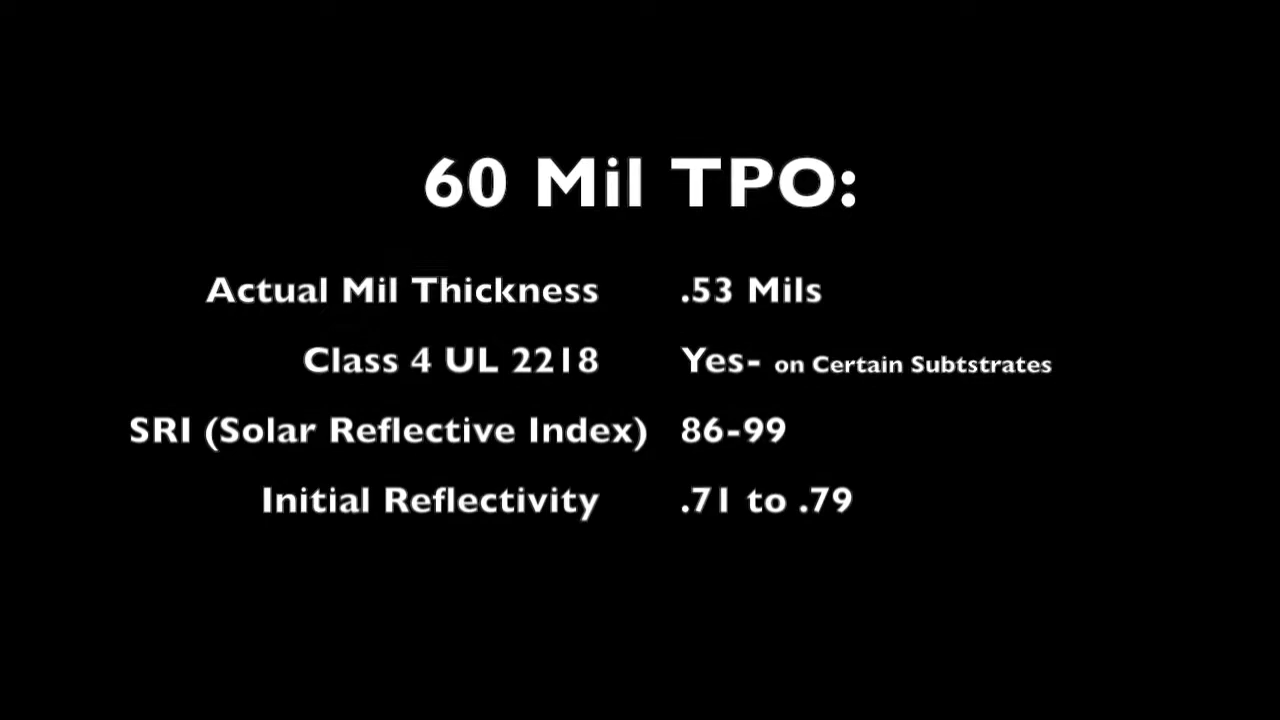 60 Mil TPO:
Actual Mil Thickness .53 Mils
Class 4 UL 2218 Yes- on Certain Subtstrates
SRI (Solar Reflective Index) 86-99
Initial Reflectivity .71 to .79